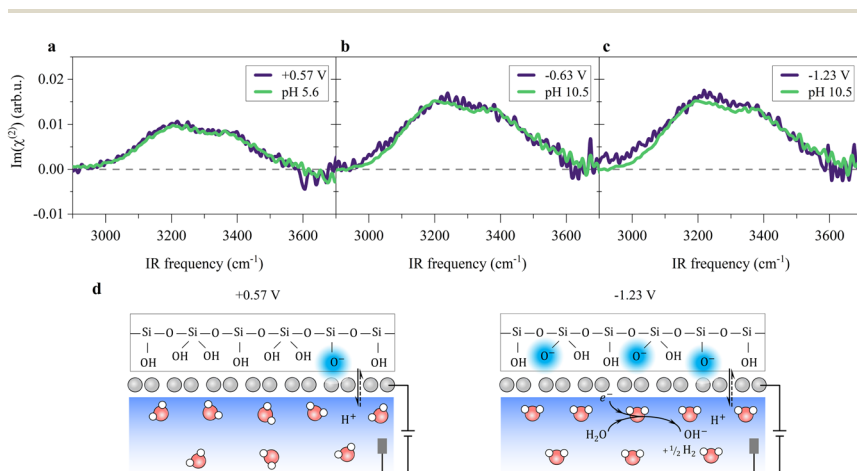 a
b
c
+0.57 V
pH 5.6
-0.63 V
pH 10.5
-1.23 V
pH 10.5
Im(χ⁽²⁾) (arb.u.)
0.02
0.01
0.00
-0.01
3000 3200 3400 3600
3000 3200 3400 3600
3000 3200 3400 3600
IR frequency (cm⁻¹)
IR frequency (cm⁻¹)
IR frequency (cm⁻¹)
d
+0.57 V
Si O Si O Si O Si O Si O Si
OH OH OH OH OH OH O⁻ OH
H⁺
-1.23 V
Si O Si O Si O Si O Si O Si
OH O⁻ OH O⁻ OH O⁻ OH
e⁻
H₂O
OH⁻
+½ H₂
H⁺